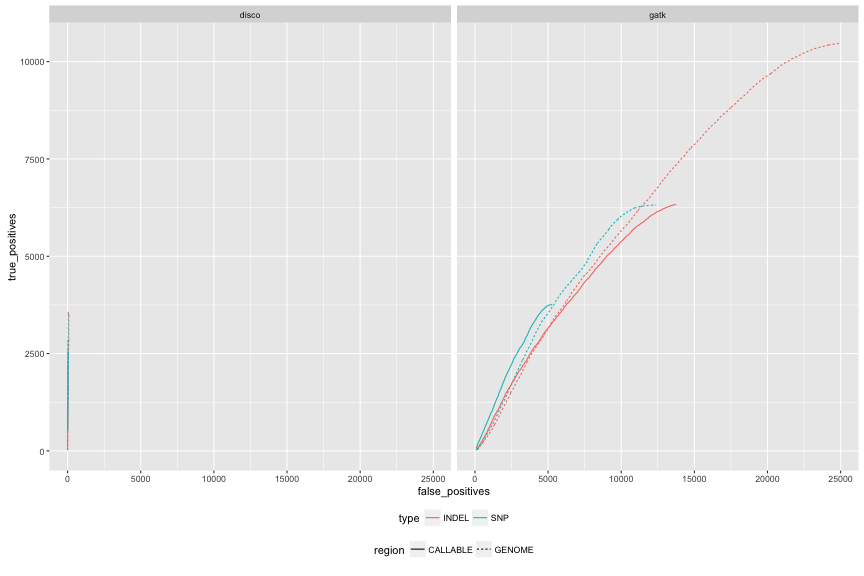 disco gatk
10000
7500
5000
2500
0
true_positives
0 5000 10000 15000 20000 25000 0 5000 10000 15000 20000 25000
false_positives
type INDEL SNP
region CALLABLE GENOME